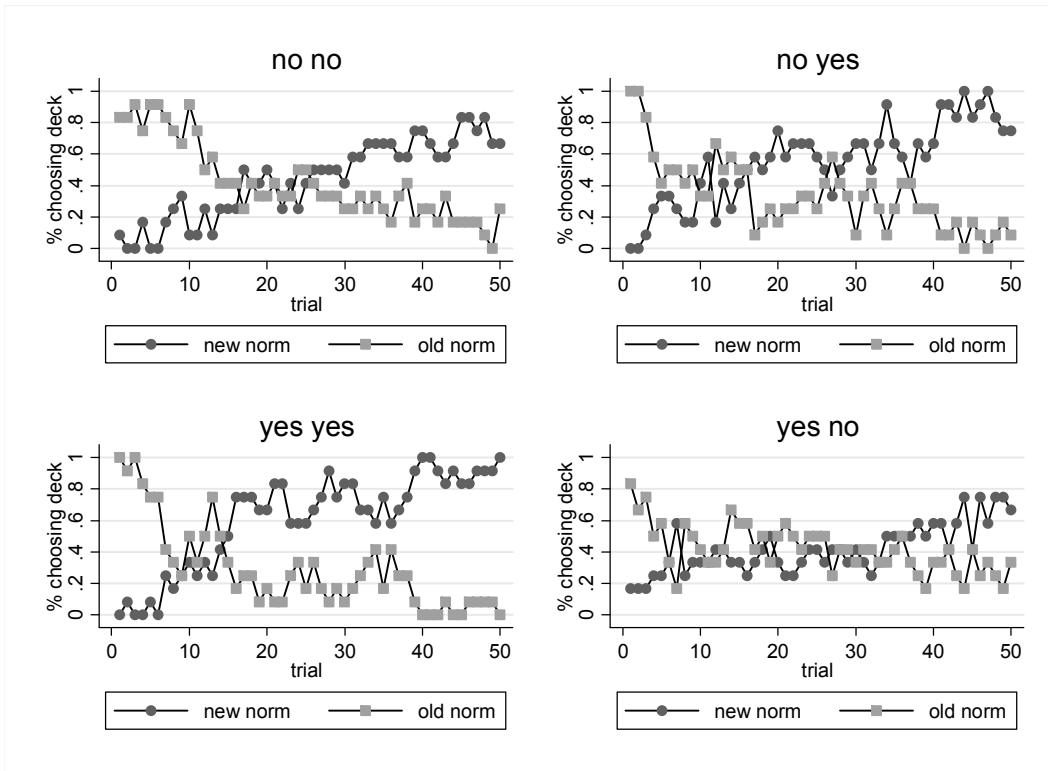 no no
% choosing deck
1
.8
.6
.4
.2
0
0 10 20 30 40 50
trial
new norm old norm
no yes
% choosing deck
1
.8
.6
.4
.2
0
0 10 20 30 40 50
trial
new norm old norm
yes yes
% choosing deck
1
.8
.6
.4
.2
0
0 10 20 30 40 50
trial
new norm old norm
yes no
% choosing deck
1
.8
.6
.4
.2
0
0 10 20 30 40 50
trial
new norm old norm